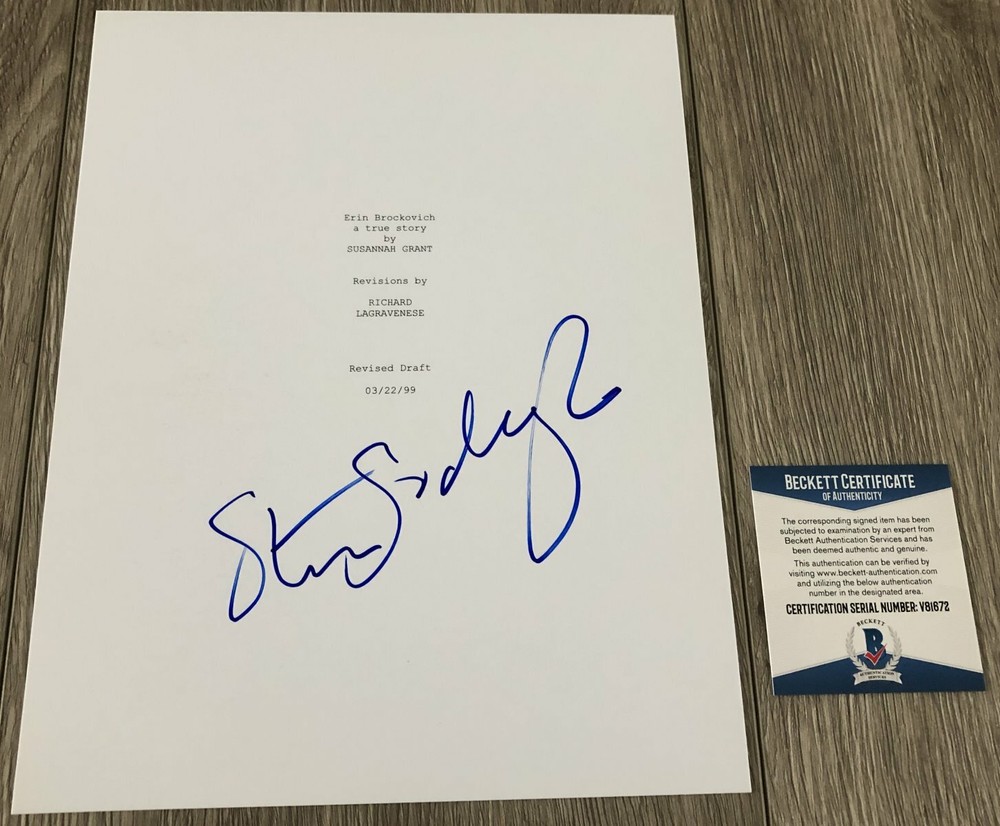 Erin Brockovich
a true story
by
SUSANNAH GRANT
Revisions by
RICHARD
LAGRAVENESE
Revised Draft
03/22/99
BECKETT CERTIFICATE
OF AUTHENTICITY
The corresponding signed item has been
subjected to examination by an expert from
Beckett Authentication Services and has
been deemed authentic and genuine.
This authentication can be verified by
visiting www.beckett-authentication.com
and utilizing the below authentication
number in the designated area.
CERTIFICATION SERIAL NUMBER: V81672
BECKETT
B
AUTHENTICATION
SERVICES